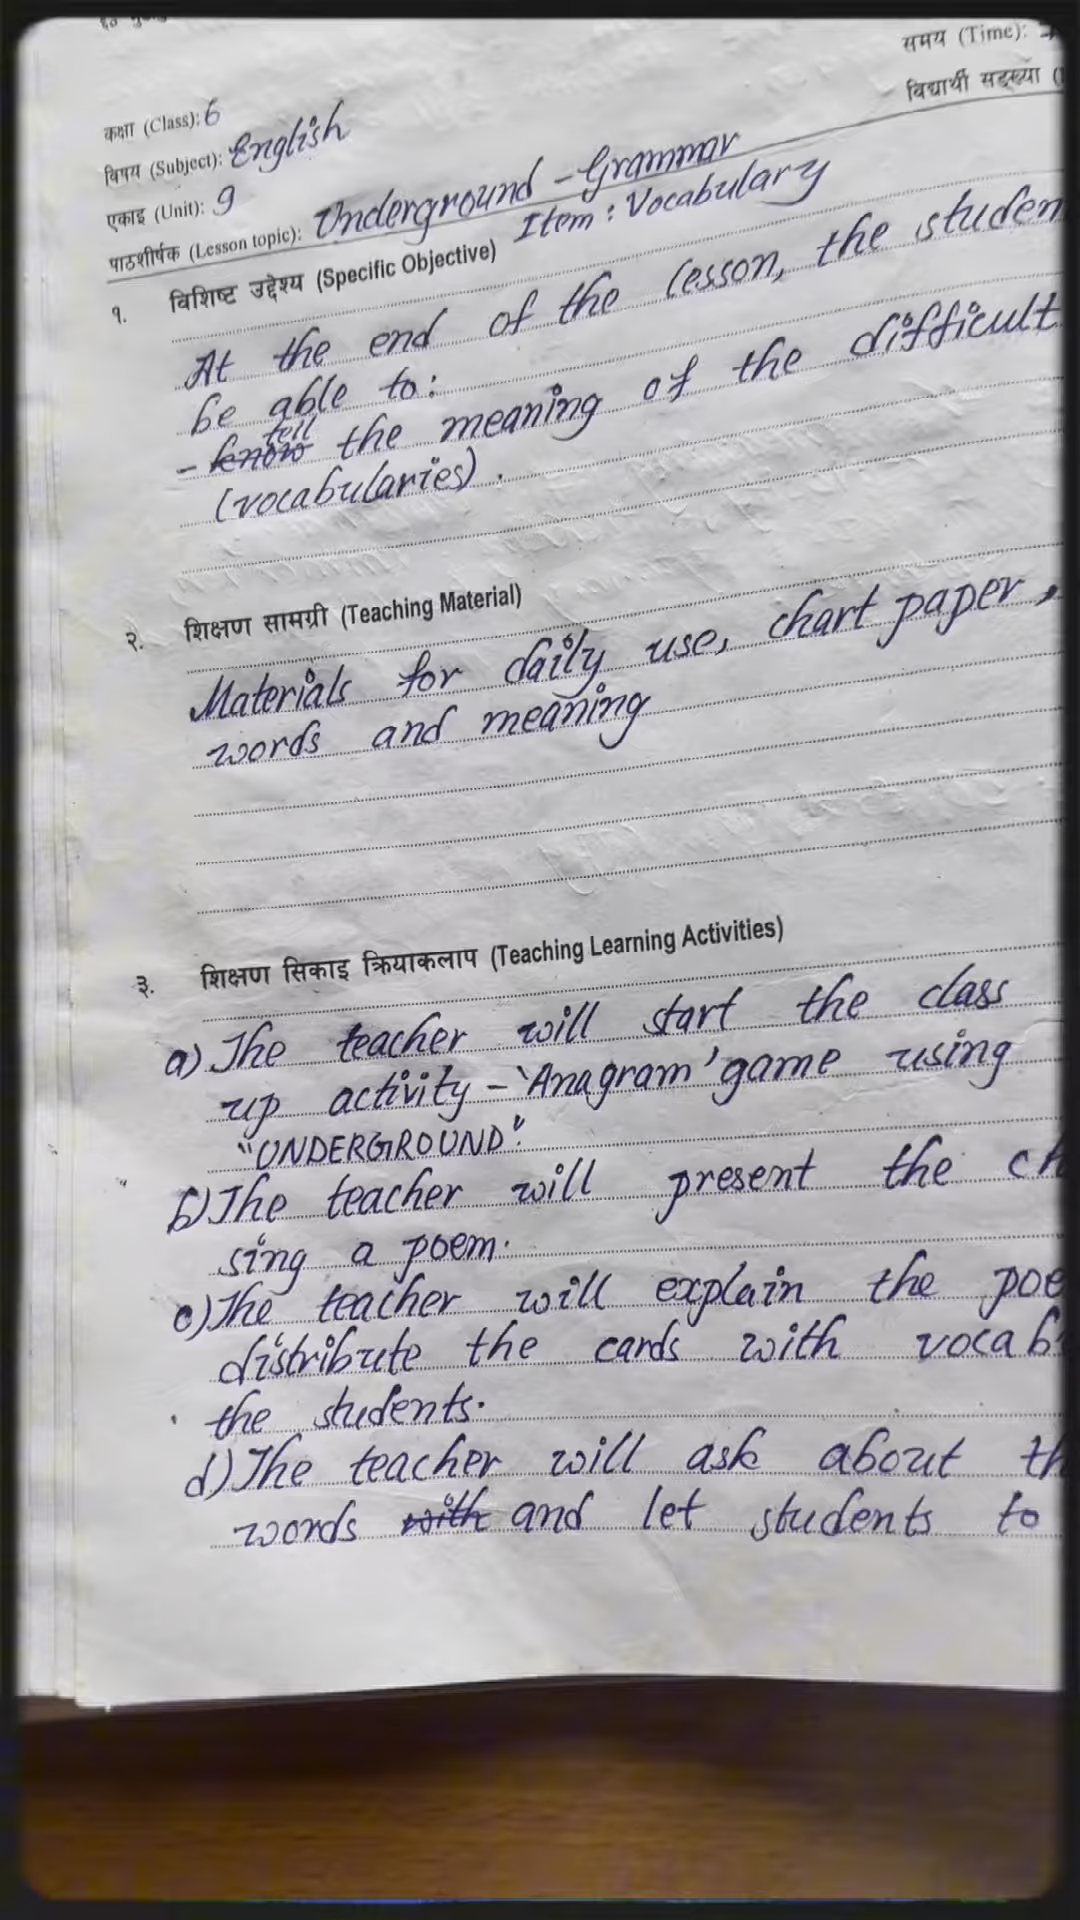 समय (Time):
विद्यार्थी सङ्ख्या (
कक्षा (Class): 6
विषय (Subject): English
एकाइ (Unit): 9
पाठशीर्षक (Lesson topic): Underground - Grammar
Item : Vocabulary
१. विशिष्ट उद्देश्य (Specific Objective)
At the end of the lesson, the studen
be able to:
tell
- know the meaning of the difficult
(vocabularies).
२. शिक्षण सामग्री (Teaching Material)
Materials for daily use, chart paper,
words and meaning
३. शिक्षण सिकाइ क्रियाकलाप (Teaching Learning Activities)
a) The teacher will start the class
up activity - 'Anagram' game using
"UNDERGROUND".
b) The teacher will present the ch
sing a poem.
c) The teacher will explain the poe
distribute the cards with vocab
the students.
d) The teacher will ask about th
words with and let students to